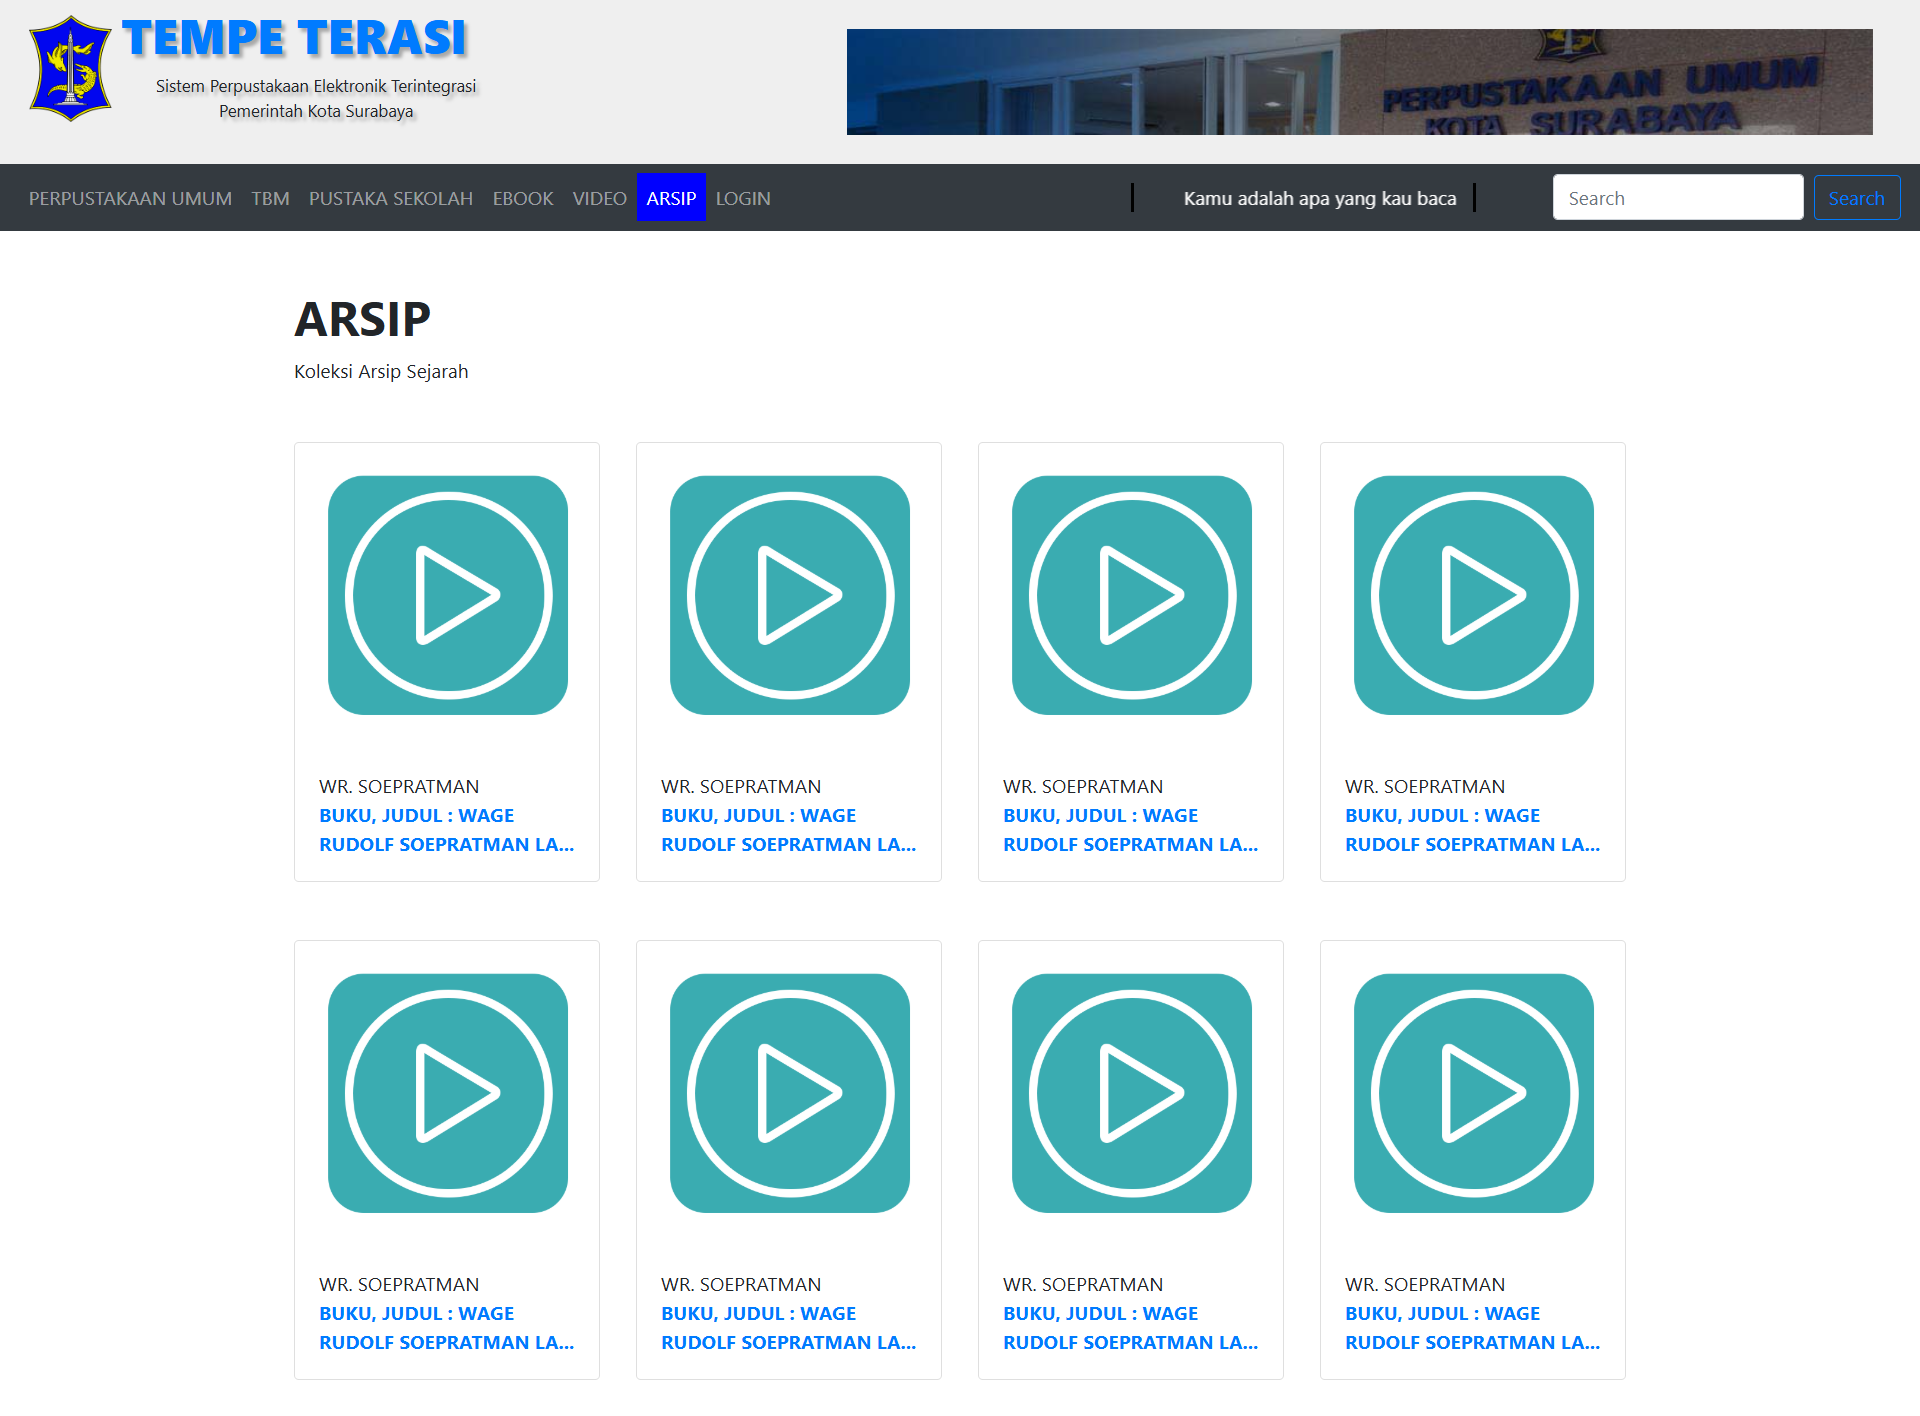 TEMPE TERASI
Sistem Perpustakaan Elektronik Terintegrasi
Pemerintah Kota Surabaya
PERPUSTAKAAN UMUM
KOTA SURABAYA
PERPUSTAKAAN UMUM TBM PUSTAKA SEKOLAH EBOOK VIDEO ARSIP LOGIN Kamu adalah apa yang kau baca Search Search
ARSIP
Koleksi Arsip Sejarah
WR. SOEPRATMAN
BUKU, JUDUL : WAGE
RUDOLF SOEPRATMAN LA...
WR. SOEPRATMAN
BUKU, JUDUL : WAGE
RUDOLF SOEPRATMAN LA...
WR. SOEPRATMAN
BUKU, JUDUL : WAGE
RUDOLF SOEPRATMAN LA...
WR. SOEPRATMAN
BUKU, JUDUL : WAGE
RUDOLF SOEPRATMAN LA...
WR. SOEPRATMAN
BUKU, JUDUL : WAGE
RUDOLF SOEPRATMAN LA...
WR. SOEPRATMAN
BUKU, JUDUL : WAGE
RUDOLF SOEPRATMAN LA...
WR. SOEPRATMAN
BUKU, JUDUL : WAGE
RUDOLF SOEPRATMAN LA...
WR. SOEPRATMAN
BUKU, JUDUL : WAGE
RUDOLF SOEPRATMAN LA...